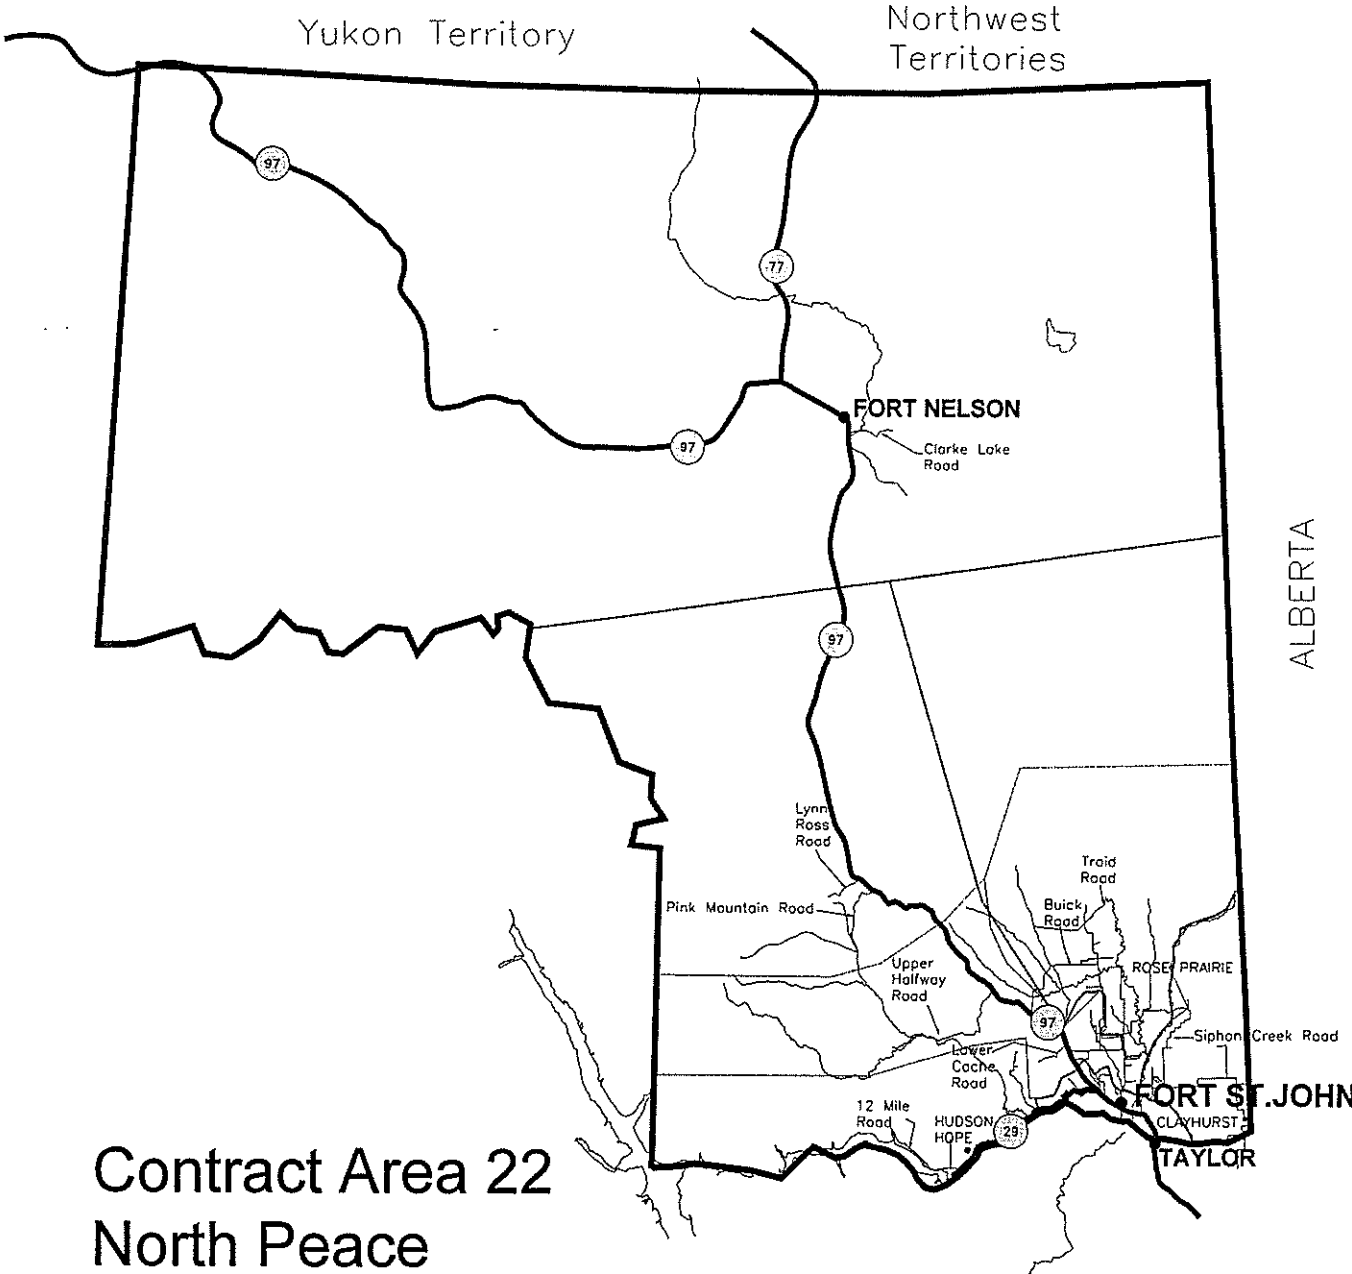 Yukon Territory
Northwest
Territories
97
77
FORT NELSON
97
Clarke Lake
Road
ALBERTA
97
Lynn
Ross
Road
Traid
Road
Pink Mountain Road
Buick
Road
Upper
Halfway
Road
ROSE PRAIRIE
97
Siphon Creek Road
Lower
Cache
Road
FORT ST.JOHN
12 Mile
Road
HUDSON
HOPE
29
CLAYHURST
TAYLOR
Contract Area 22
North Peace